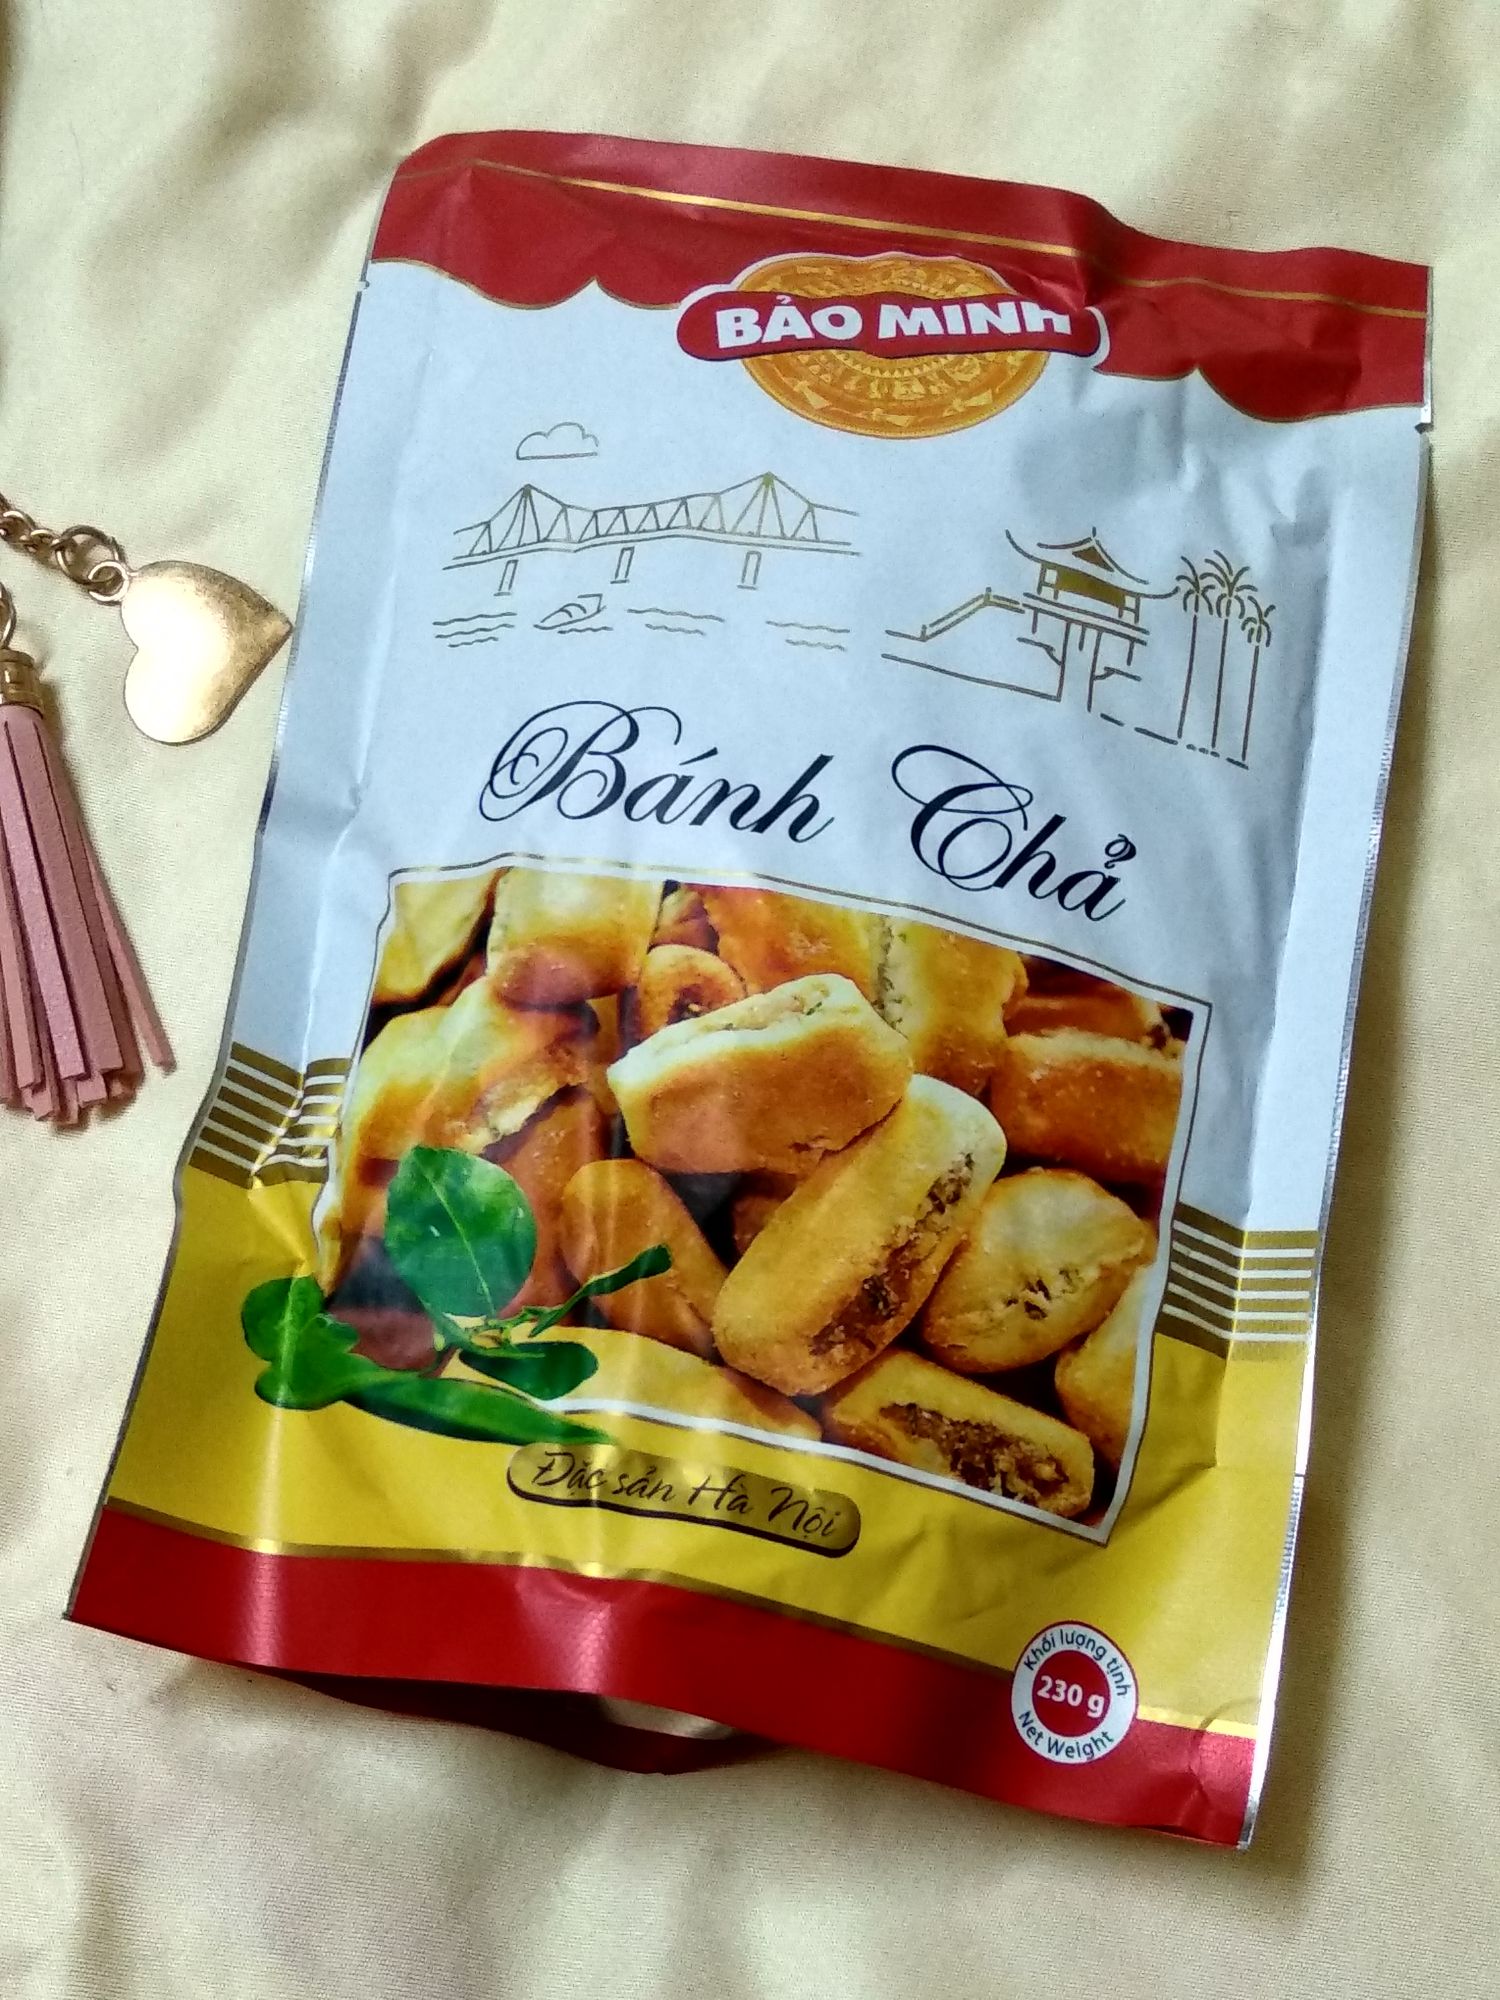 BẢO MINH
Bánh Chả
Đặc sản Hà Nội
Khối lượng tịnh
230 g
Net Weight